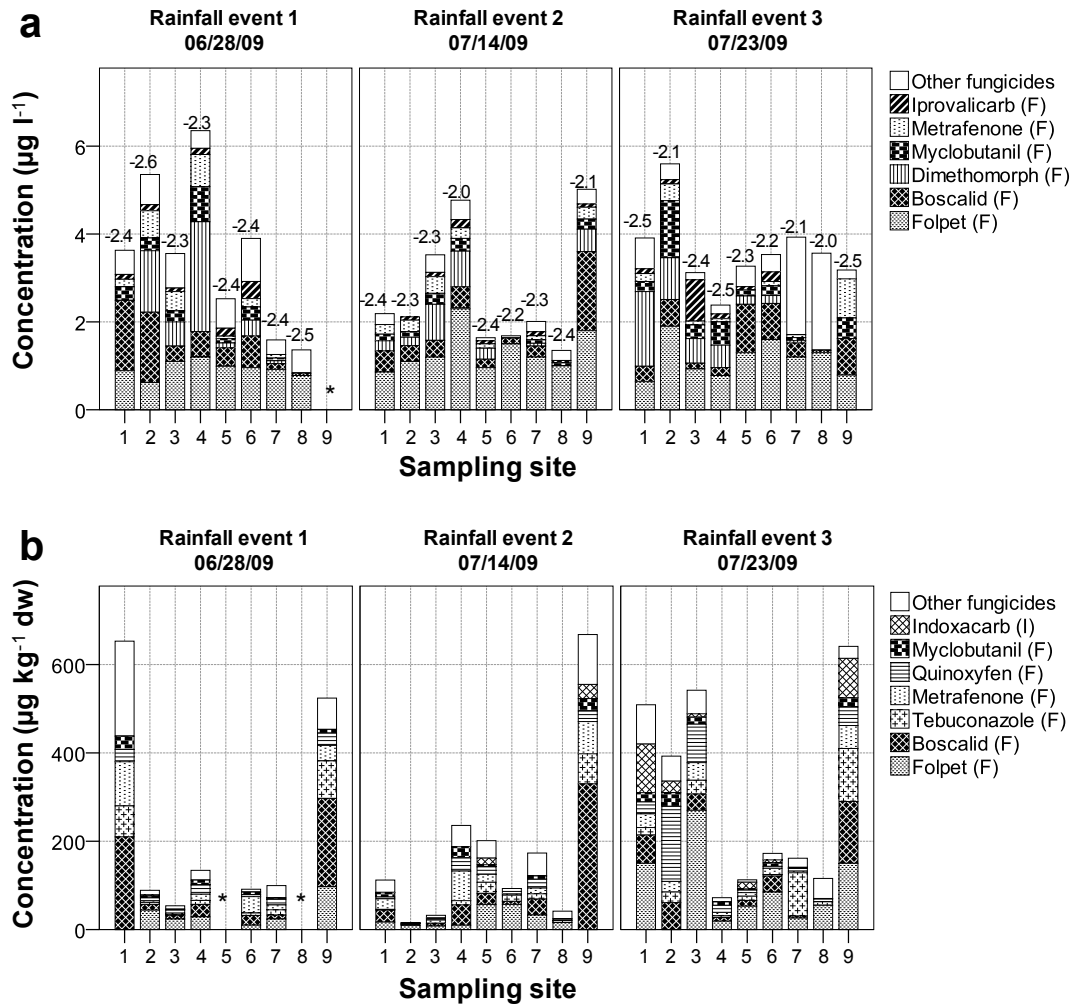 a
Rainfall event 1
06/28/09
Rainfall event 2
07/14/09
Rainfall event 3
07/23/09
Concentration (µg l⁻¹)
6
4
2
0
-2.4
-2.6
-2.3
-2.3
-2.4
-2.4
-2.4
-2.5
*
-2.4
-2.3
-2.3
-2.0
-2.4
-2.2
-2.3
-2.4
-2.1
-2.5
-2.1
-2.4
-2.5
-2.3
-2.2
-2.1
-2.0
-2.5
1 2 3 4 5 6 7 8 9
1 2 3 4 5 6 7 8 9
1 2 3 4 5 6 7 8 9
Sampling site
Other fungicides
Iprovalicarb (F)
Metrafenone (F)
Myclobutanil (F)
Dimethomorph (F)
Boscalid (F)
Folpet (F)
b
Rainfall event 1
06/28/09
Rainfall event 2
07/14/09
Rainfall event 3
07/23/09
Concentration (µg kg⁻¹ dw)
600
400
200
0
*
*
1 2 3 4 5 6 7 8 9
1 2 3 4 5 6 7 8 9
1 2 3 4 5 6 7 8 9
Sampling site
Other fungicides
Indoxacarb (I)
Myclobutanil (F)
Quinoxyfen (F)
Metrafenone (F)
Tebuconazole (F)
Boscalid (F)
Folpet (F)